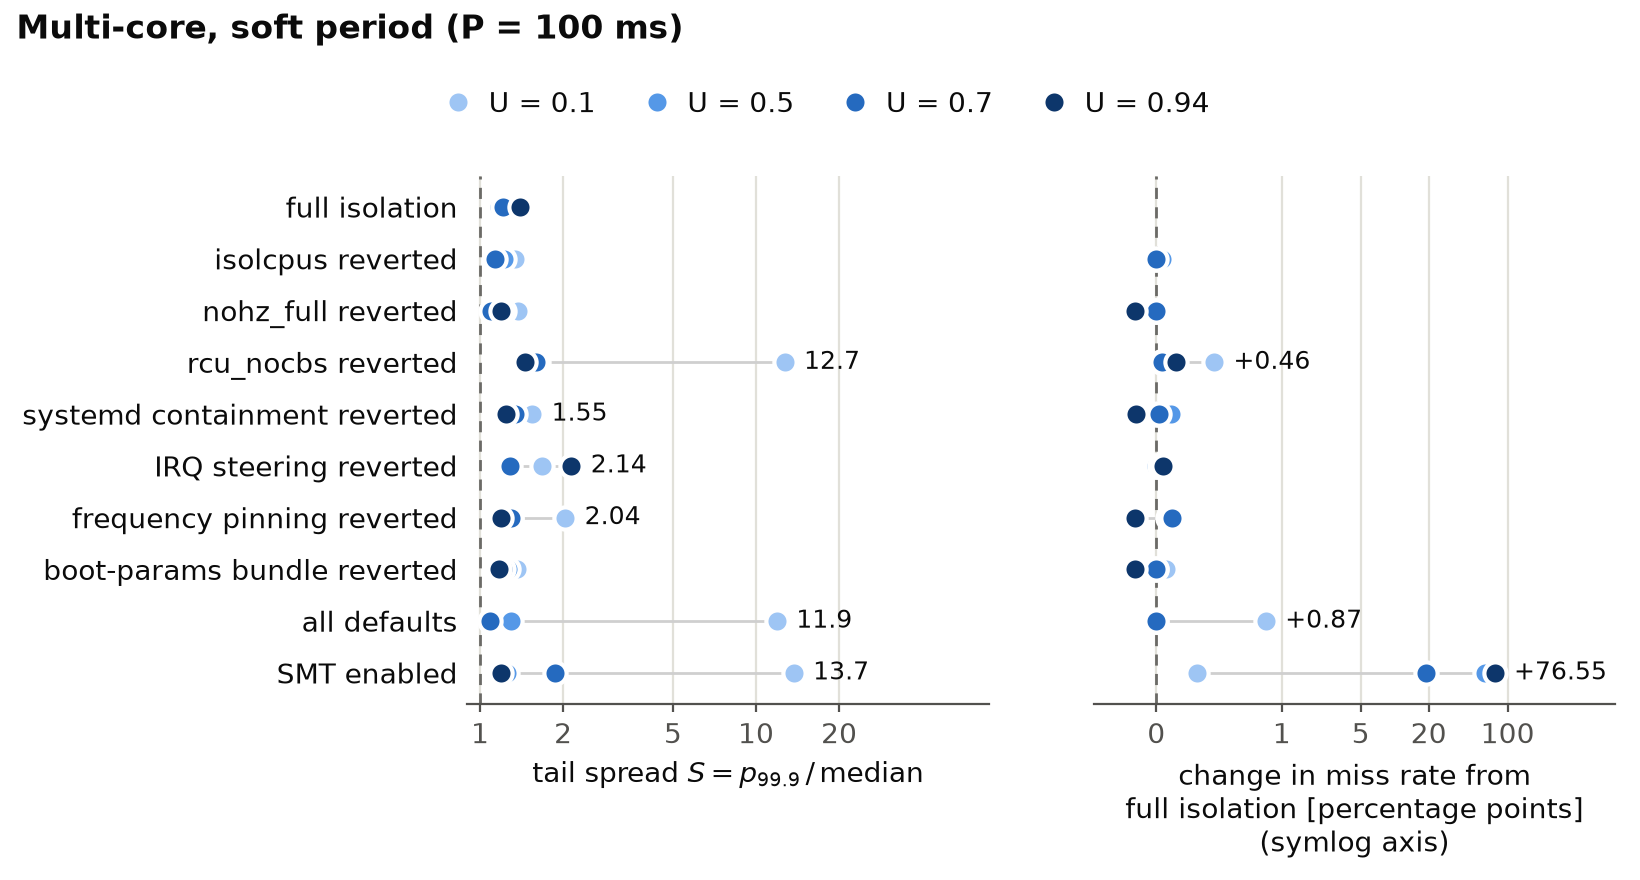 Multi-core, soft period (P = 100 ms)
U = 0.1 U = 0.5 U = 0.7 U = 0.94
full isolation
isolcpus reverted
nohz_full reverted
rcu_nocbs reverted 12.7 +0.46
systemd containment reverted 1.55
IRQ steering reverted 2.14
frequency pinning reverted 2.04
boot-params bundle reverted
all defaults 11.9 +0.87
SMT enabled 13.7 +76.55
1 2 5 10 20 0 1 5 20 100
tail spread S = p99.9 / median
change in miss rate from
full isolation [percentage points]
(symlog axis)